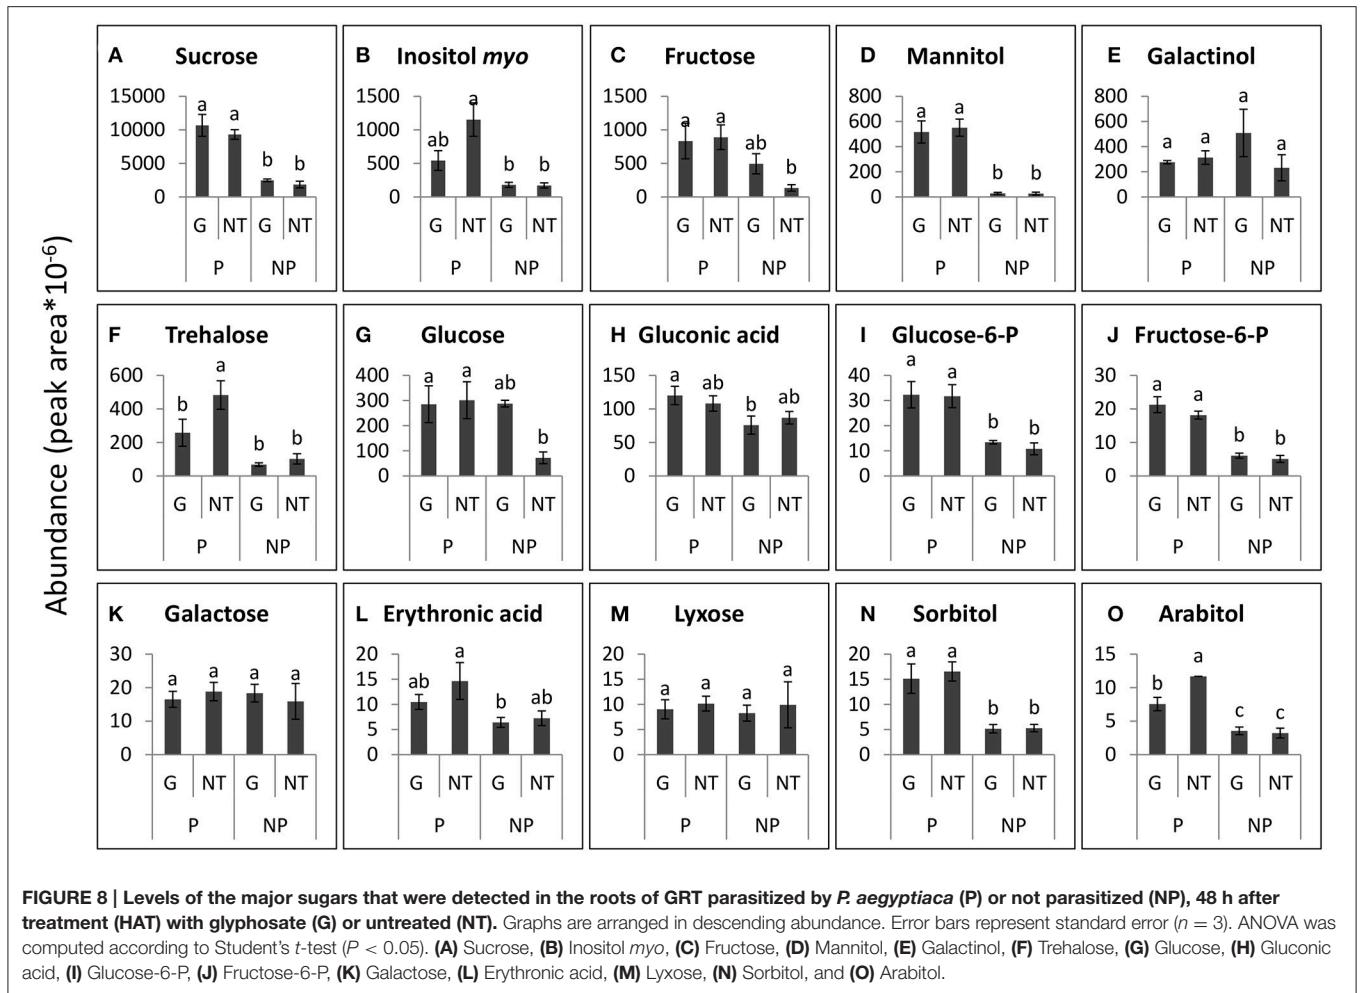 Abundance (peak area*10-6)
A Sucrose
15000
10000
5000
0
a a b b
G NT G NT
P NP
B Inositol myo
1500
1000
500
0
ab a b b
G NT G NT
P NP
C Fructose
1500
1000
500
0
a a ab b
G NT G NT
P NP
D Mannitol
800
600
400
200
0
a a b b
G NT G NT
P NP
E Galactinol
800
600
400
200
0
a a a a
G NT G NT
P NP
F Trehalose
600
400
200
0
b a b b
G NT G NT
P NP
G Glucose
400
300
200
100
0
a a ab b
G NT G NT
P NP
H Gluconic acid
150
100
50
0
a ab b ab
G NT G NT
P NP
I Glucose-6-P
40
30
20
10
0
a a b b
G NT G NT
P NP
J Fructose-6-P
30
20
10
0
a a b b
G NT G NT
P NP
K Galactose
30
20
10
0
a a a a
G NT G NT
P NP
L Erythronic acid
20
15
10
5
0
ab a b ab
G NT G NT
P NP
M Lyxose
20
15
10
5
0
a a a a
G NT G NT
P NP
N Sorbitol
20
15
10
5
0
a a b b
G NT G NT
P NP
O Arabitol
15
10
5
0
b a c c
G NT G NT
P NP
FIGURE 8 | Levels of the major sugars that were detected in the roots of GRT parasitized by P. aegyptiaca (P) or not parasitized (NP), 48 h after
treatment (HAT) with glyphosate (G) or untreated (NT). Graphs are arranged in descending abundance. Error bars represent standard error (n = 3). ANOVA was
computed according to Student's t-test (P < 0.05). (A) Sucrose, (B) Inositol myo, (C) Fructose, (D) Mannitol, (E) Galactinol, (F) Trehalose, (G) Glucose, (H) Gluconic
acid, (I) Glucose-6-P, (J) Fructose-6-P, (K) Galactose, (L) Erythronic acid, (M) Lyxose, (N) Sorbitol, and (O) Arabitol.